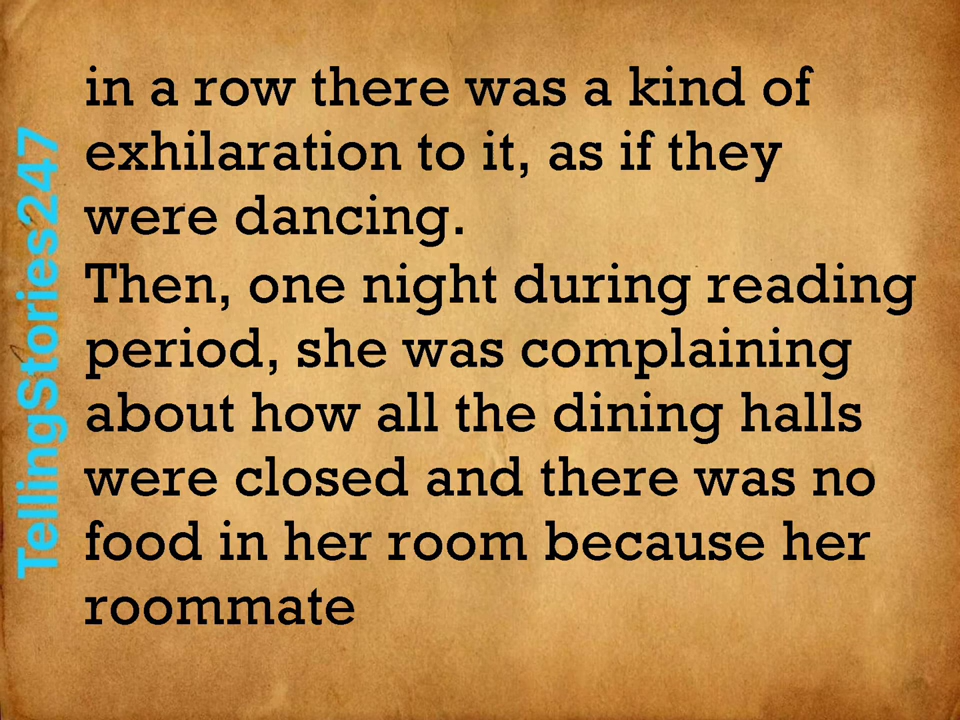 in a row there was a kind of
exhilaration to it, as if they
were dancing.
Then, one night during reading
period, she was complaining
about how all the dining halls
were closed and there was no
food in her room because her
roommate
TellingStories247